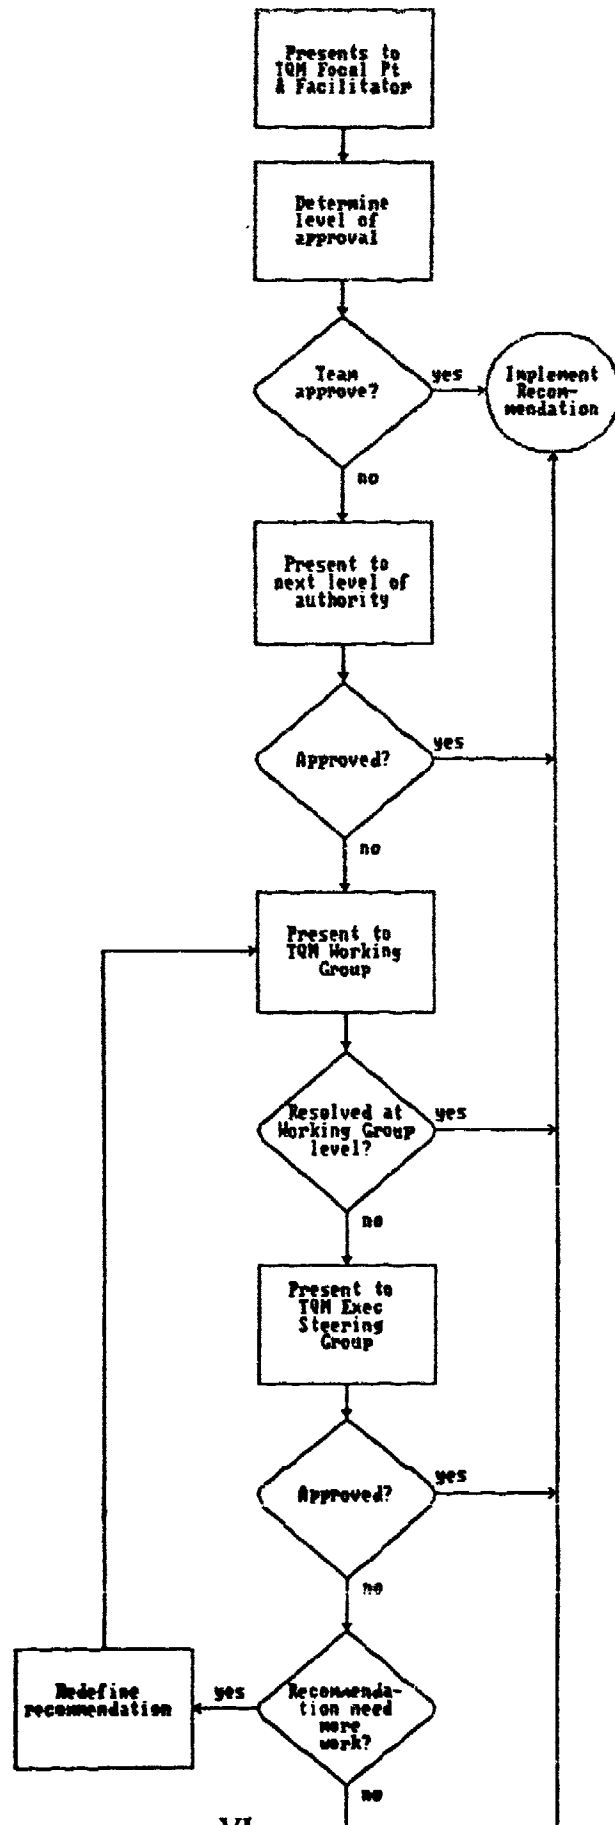 Presents to
TQM Focal Pt
& Facilitator
Determine
level of
approval
Team
approve?
yes
Implement
Recom-
mendation
no
Present to
next level of
authority
Approved?
yes
no
Present to
TQM Working
Group
Resolved at
Working Group
level?
yes
no
Present to
TQM Exec
Steering
Group
Approved?
yes
no
Recommenda-
tion need
more
work?
yes
Redefine
recommendation
no